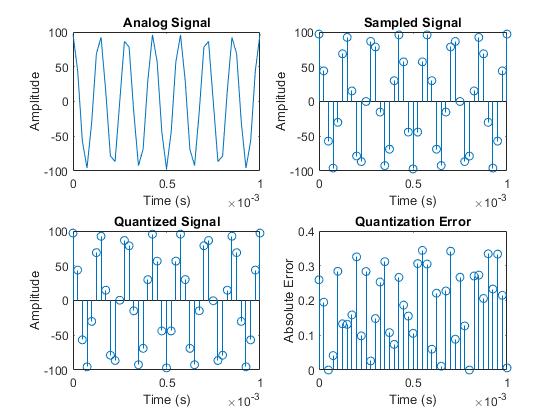 Analog Signal
100
50
0
-50
-100
Amplitude
0 0.5 1
Time (s) ×10⁻³
Sampled Signal
100
50
0
-50
-100
Amplitude
0 0.5 1
Time (s) ×10⁻³
Quantized Signal
100
50
0
-50
-100
Amplitude
0 0.5 1
Time (s) ×10⁻³
Quantization Error
0.4
0.3
0.2
0.1
0
Absolute Error
0 0.5 1
Time (s) ×10⁻³